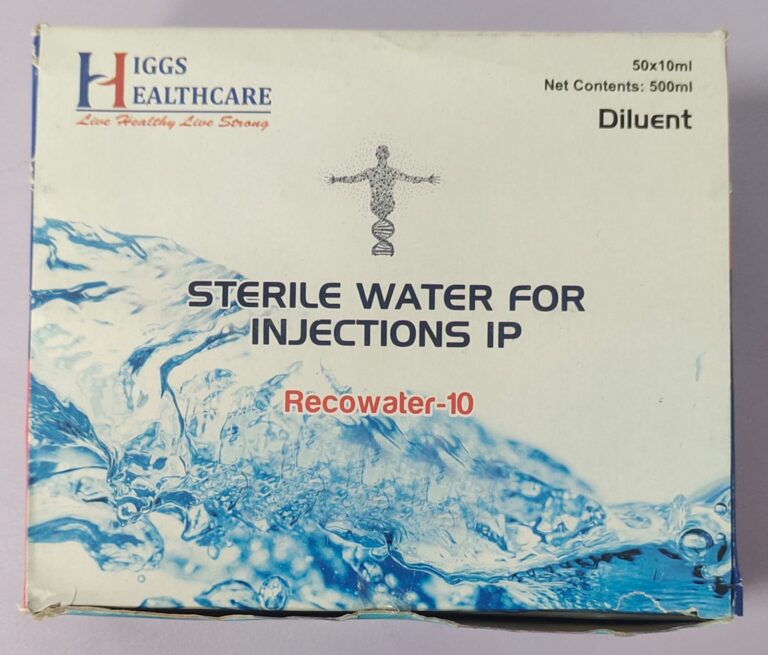 HIGGS
HEALTHCARE
Live Healthy Live Strong
50x10ml
Net Contents: 500ml
Diluent
STERILE WATER FOR
INJECTIONS IP
Recowater-10